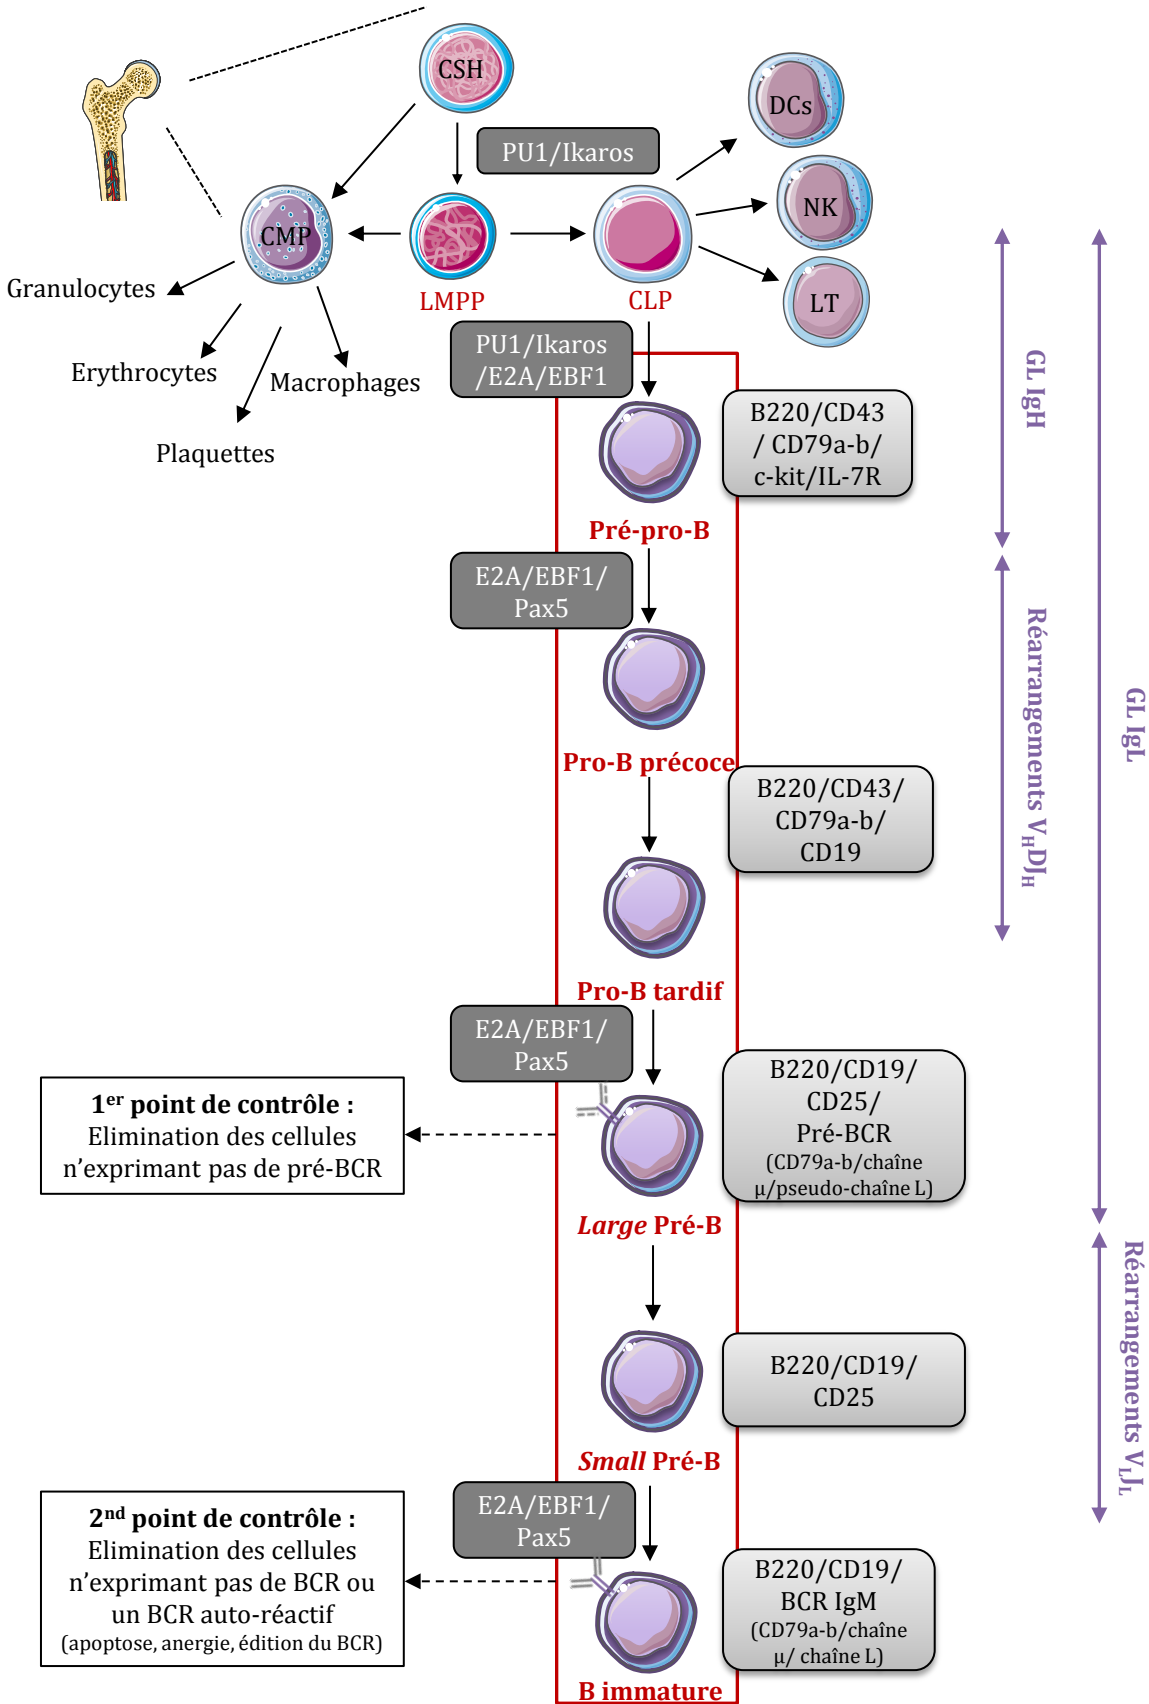 CSH
DCs
PU1/Ikaros
NK
CMP
LT
Granulocytes
LMPP
CLP
Erythrocytes
Macrophages
Plaquettes
PU1/Ikaros
/E2A/EBF1
B220/CD43
/ CD79a-b/
c-kit/IL-7R
Pré-pro-B
GL IgH
E2A/EBF1/
Pax5
Pro-B précoce
B220/CD43/
CD79a-b/
CD19
Réarrangements VHDJH
GL IgL
Pro-B tardif
E2A/EBF1/
Pax5
1er point de contrôle :
Elimination des cellules
n'exprimant pas de pré-BCR
B220/CD19/
CD25/
Pré-BCR
(CD79a-b/chaîne
µ/pseudo-chaîne L)
Large Pré-B
B220/CD19/
CD25
Small Pré-B
Réarrangements VLJL
E2A/EBF1/
Pax5
2nd point de contrôle :
Elimination des cellules
n'exprimant pas de BCR ou
un BCR auto-réactif
(apoptose, anergie, édition du BCR)
B220/CD19/
BCR IgM
(CD79a-b/chaîne
µ/ chaîne L)
B immature